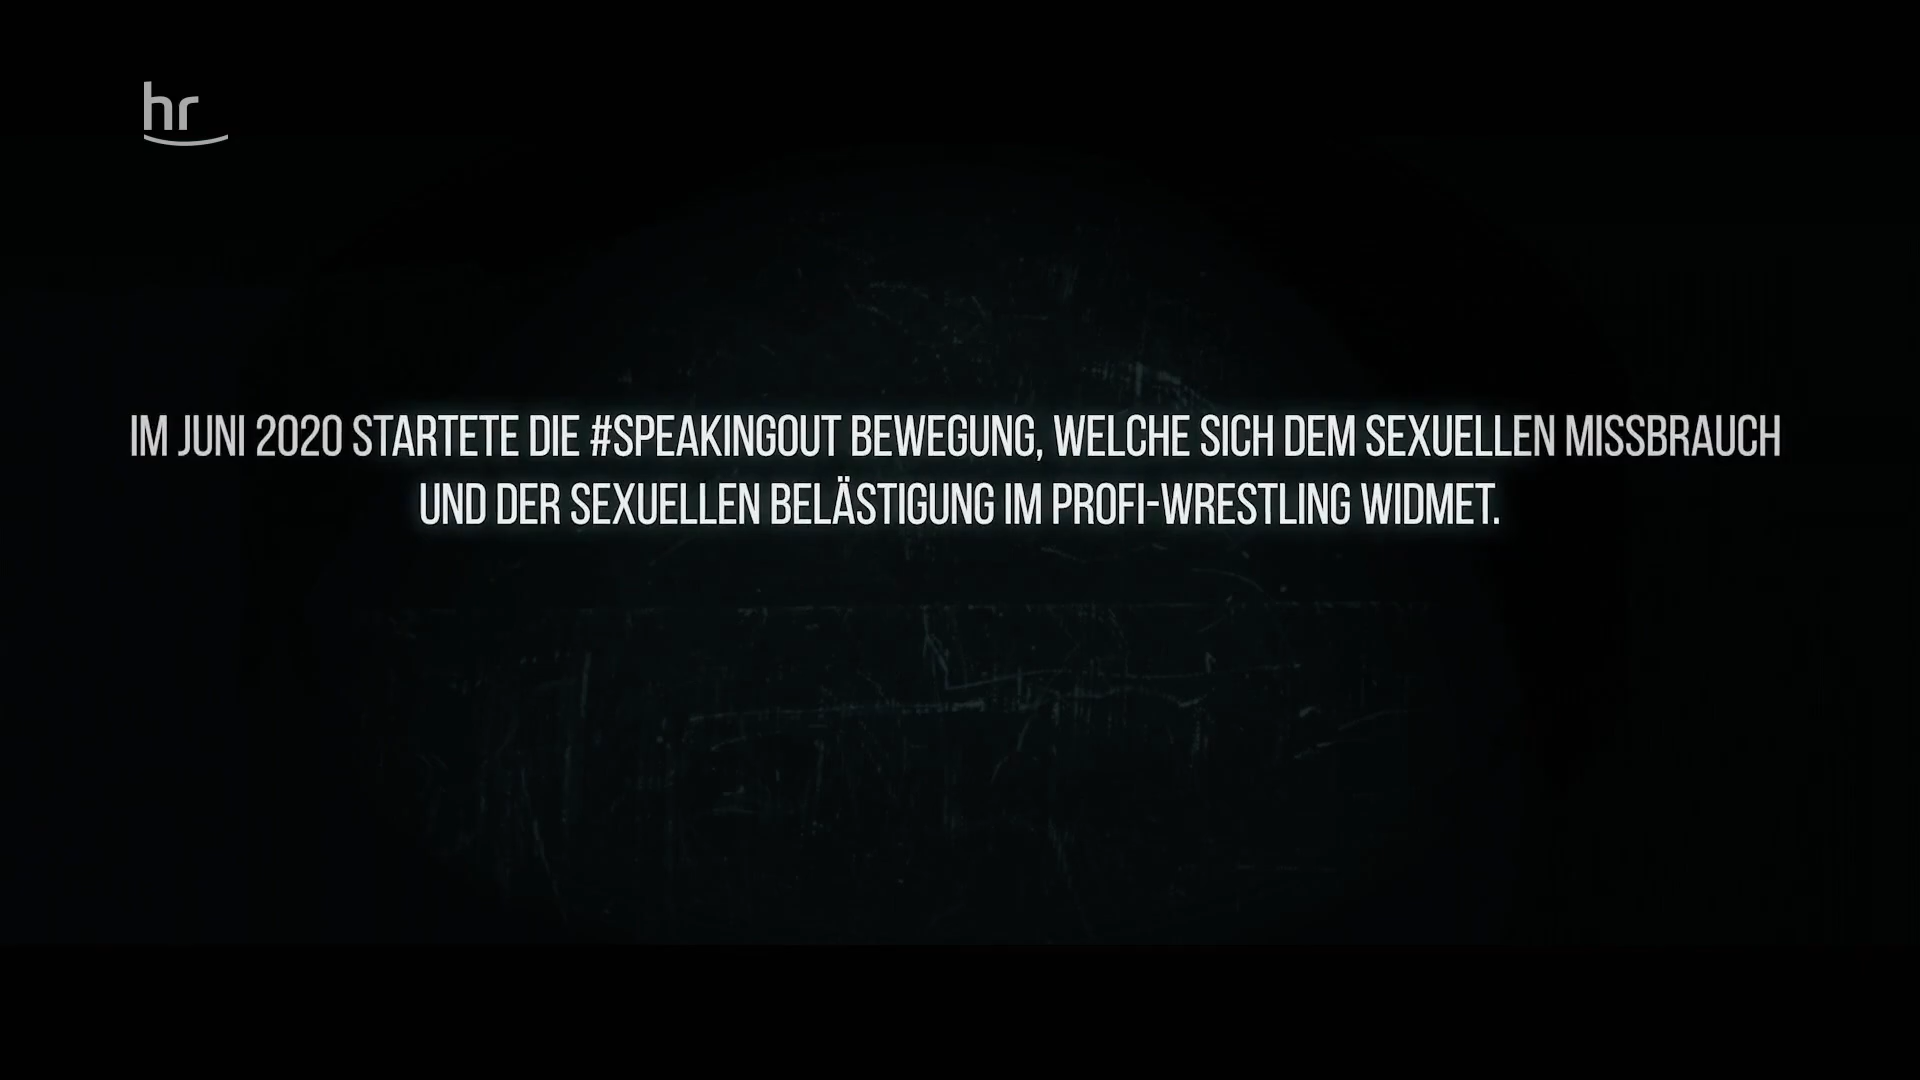 hr
IM JUNI 2020 STARTETE DIE #SPEAKINGOUT BEWEGUNG, WELCHE SICH DEM SEXUELLEN MISSBRAUCH
UND DER SEXUELLEN BELÄSTIGUNG IM PROFI-WRESTLING WIDMET.